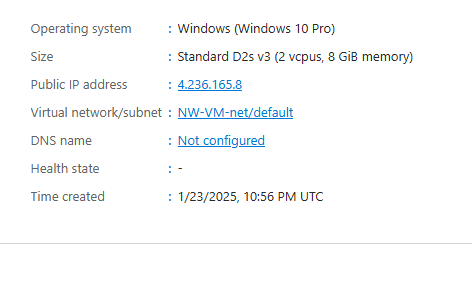 Operating system : Windows (Windows 10 Pro)
Size : Standard D2s v3 (2 vcpus, 8 GiB memory)
Public IP address : 4.236.165.8
Virtual network/subnet : NW-VM-net/default
DNS name : Not configured
Health state : -
Time created : 1/23/2025, 10:56 PM UTC